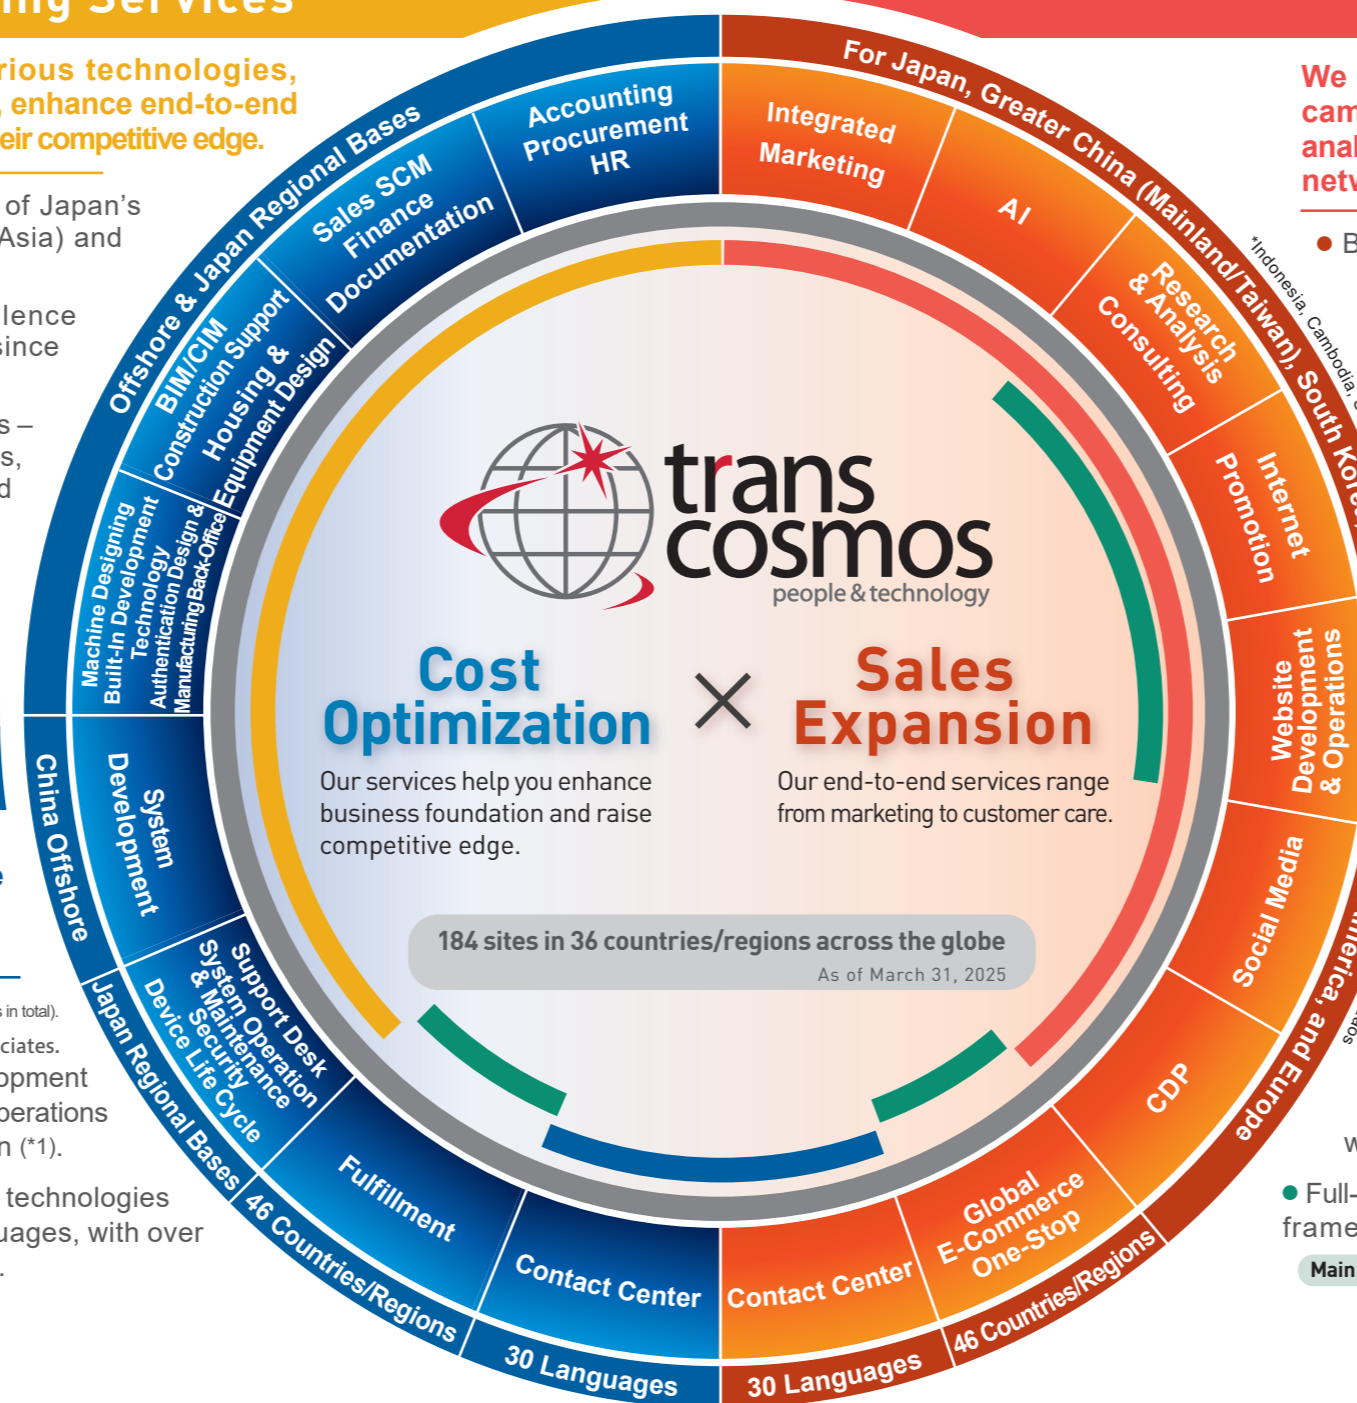 ing Services
rious technologies,
, enhance end-to-end
eir competitive edge.
of Japan's
Asia) and
lence
since
s –
s,
d
e
s in total).
ciates.
opment
perations
n (*1).
technologies
uages, with over
.
Offshore & Japan Regional Bases
Accounting
Procurement
HR
Sales SCM
Finance
Documentation
BIM/CIM
Construction Support
Housing &
Equipment Design
Machine Designing
Built-In Development
Technology
Authentication Design &
Manufacturing Back-Office
China Offshore
System
Development
Japan Regional Bases
Support Desk
System Operation
& Maintenance
Security
Device Life Cycle
46 Countries/Regions
Fulfillment
30 Languages
Contact Center
trans
cosmos
people & technology
Cost
Optimization
×
Sales
Expansion
Our services help you enhance
business foundation and raise
competitive edge.
Our end-to-end services range
from marketing to customer care.
184 sites in 36 countries/regions across the globe
As of March 31, 2025
For Japan, Greater China (Mainland/Taiwan), South Korea,
merica, and Europe
Integrated
Marketing
AI
Research
& Analysis
Consulting
Internet
Promotion
Website
Development
& Operations
Social Media
CDP
Global
E-Commerce
One-Stop
46 Countries/Regions
Contact Center
30 Languages
*Indonesia, Cambodia,
We
cam
anal
netw
● B
w
● Full-
frame
Main